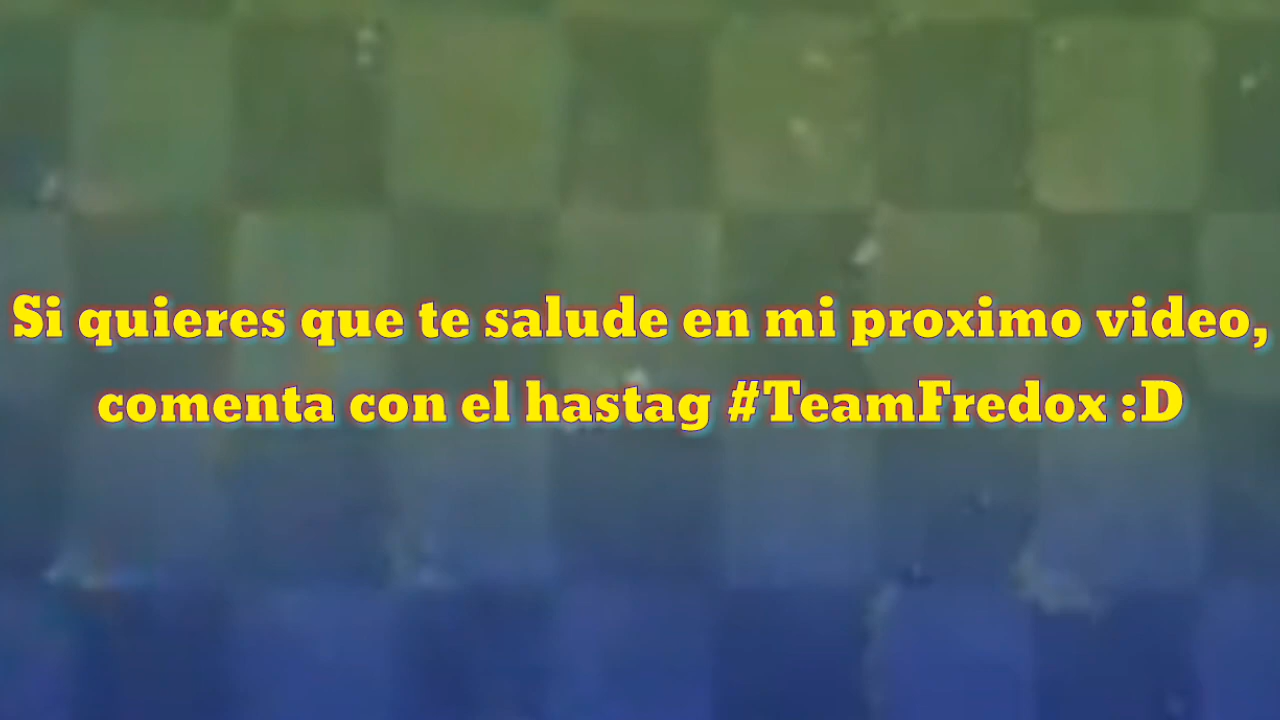 Si quieres que te salude en mi proximo video,
comenta con el hastag #TeamFredox :D